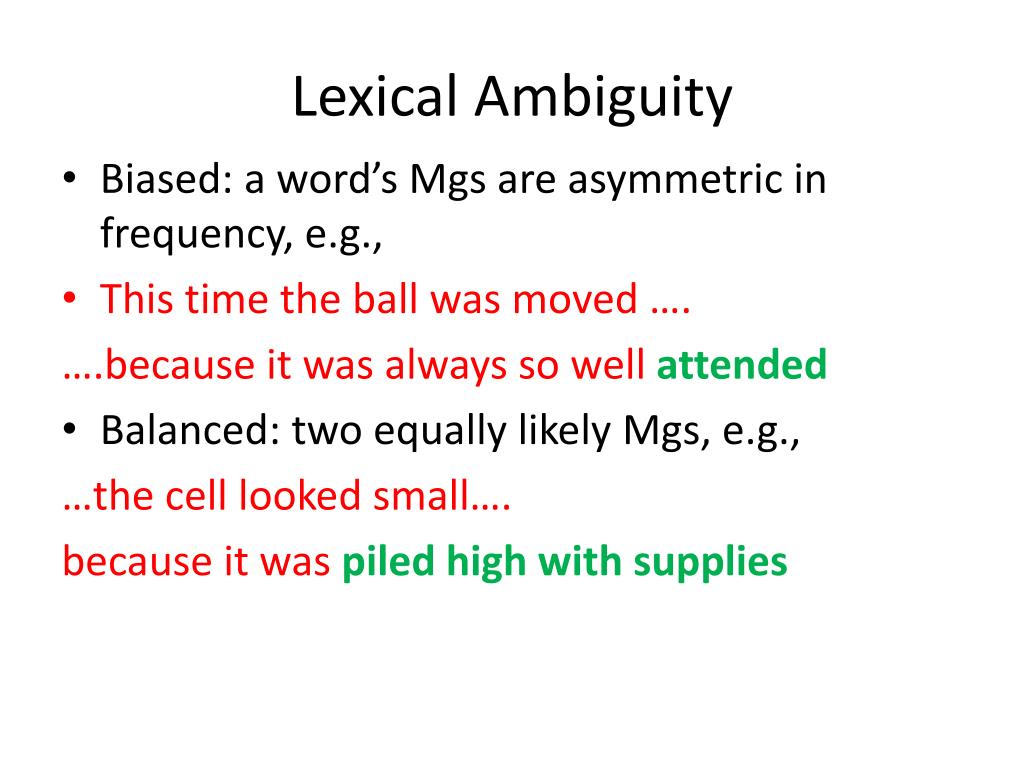 Lexical Ambiguity
• Biased: a word’s Mgs are asymmetric in
frequency, e.g.,
• This time the ball was moved ….
….because it was always so well attended
• Balanced: two equally likely Mgs, e.g.,
…the cell looked small….
because it was piled high with supplies